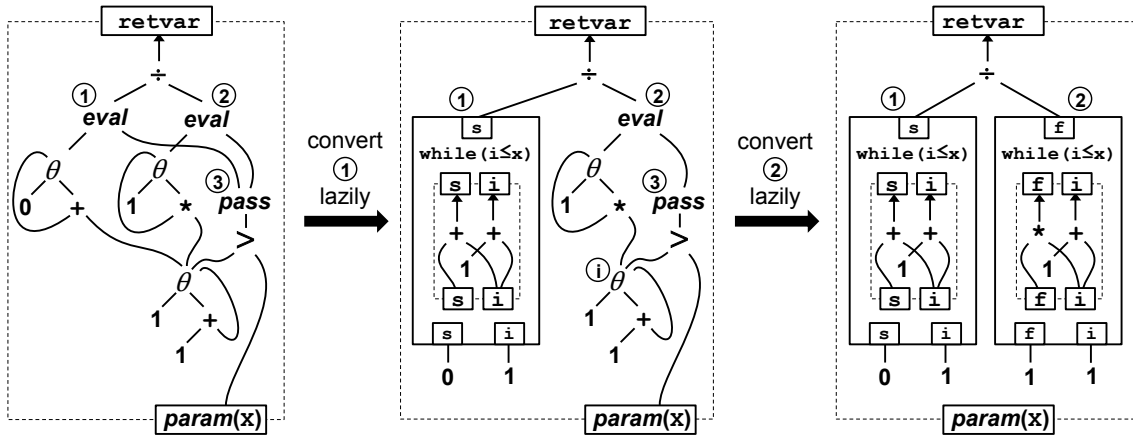 retvar
÷
① ②
eval eval
θ θ
③
0 + 1 * pass
>
θ
1 +
1
param(x)
convert
①
lazily
retvar
÷
① ②
s eval
while(i≤x)
θ
s i ③
1 * pass
+ +
>
1 ⓘ θ
s i
1 +
s i 1
0 1
param(x)
convert
②
lazily
retvar
÷
① ②
s f
while(i≤x) while(i≤x)
s i f i
+ + * +
1 1
s i f i
s i f i
0 1 1 1
param(x)